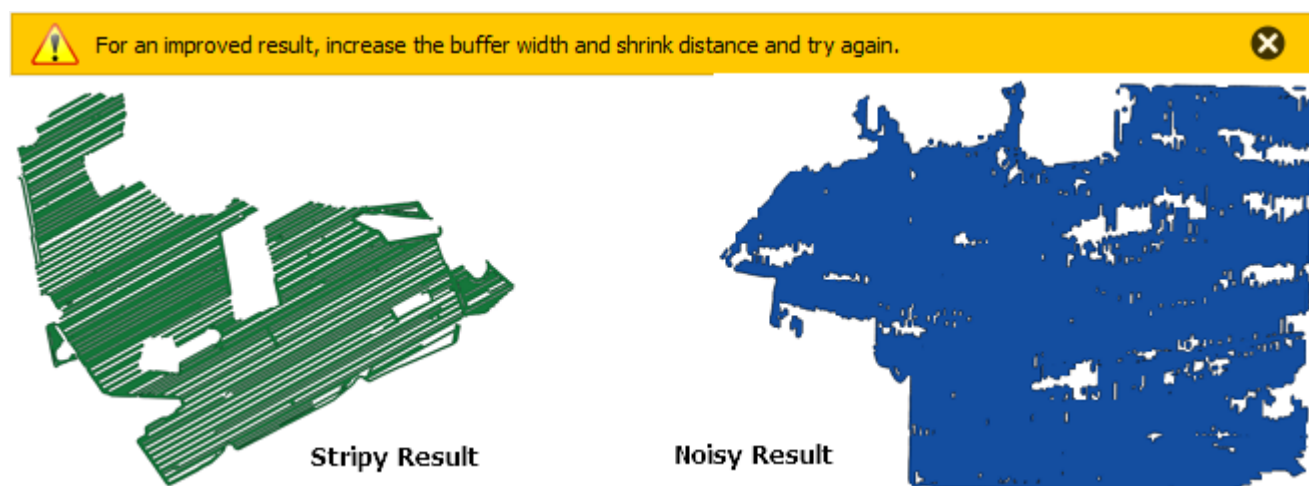 For an improved result, increase the buffer width and shrink distance and try again.
Stripy Result
Noisy Result